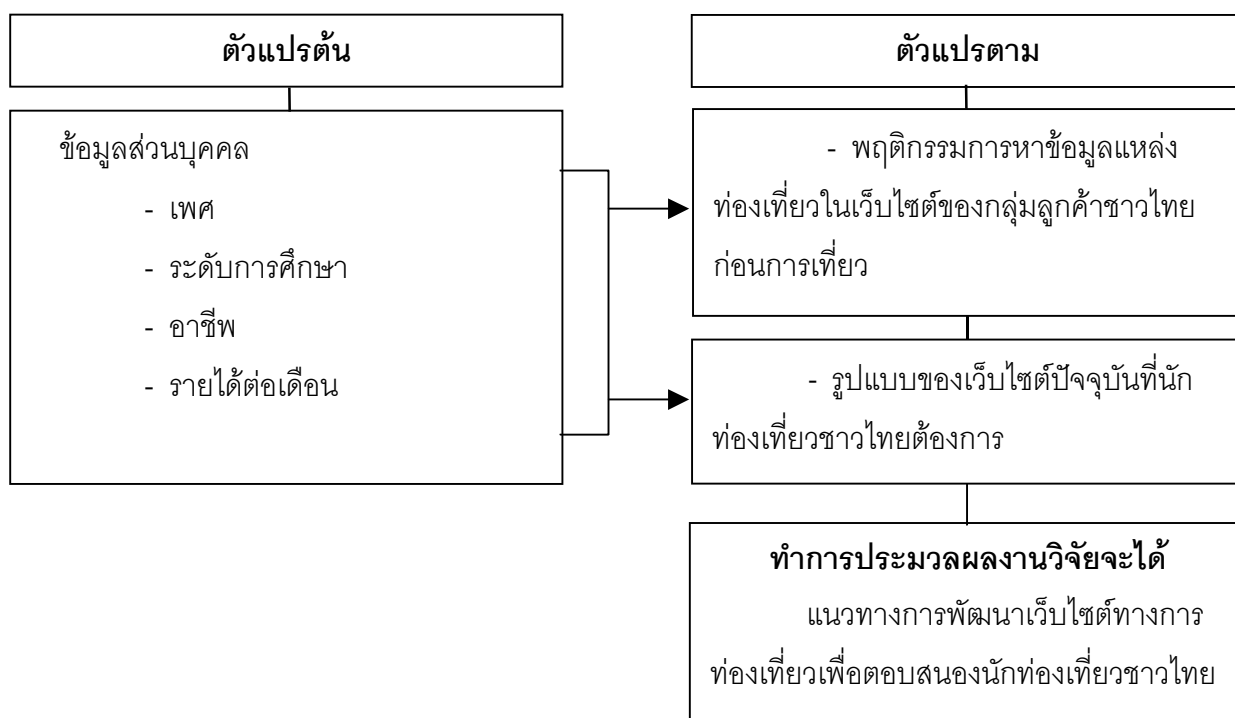 ตัวแปรต้น
ข้อมูลส่วนบุคคล
- เพศ
- ระดับการศึกษา
- อาชีพ
- รายได้ต่อเดือน
ตัวแปรตาม
- พฤติกรรมการหาข้อมูลแหล่ง
ท่องเที่ยวในเว็บไซต์ของกลุ่มลูกค้าชาวไทย
ก่อนการเที่ยว
- รูปแบบของเว็บไซต์ปัจจุบันที่นัก
ท่องเที่ยวชาวไทยต้องการ
ทำการประมวลผลงานวิจัยจะได้
แนวทางการพัฒนาเว็บไซต์ทางการ
ท่องเที่ยวเพื่อตอบสนองนักท่องเที่ยวชาวไทย